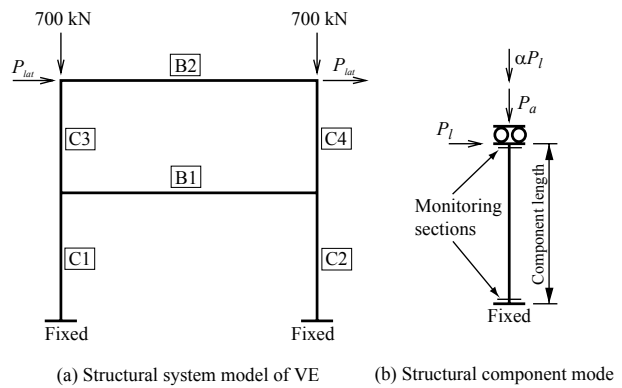 700 kN
700 kN
P_lat
P_lat
B2
C3
C4
B1
C1
C2
Fixed
Fixed
(a) Structural system model of VE
αP_l
P_a
P_l
Monitoring
sections
Component length
Fixed
(b) Structural component mode